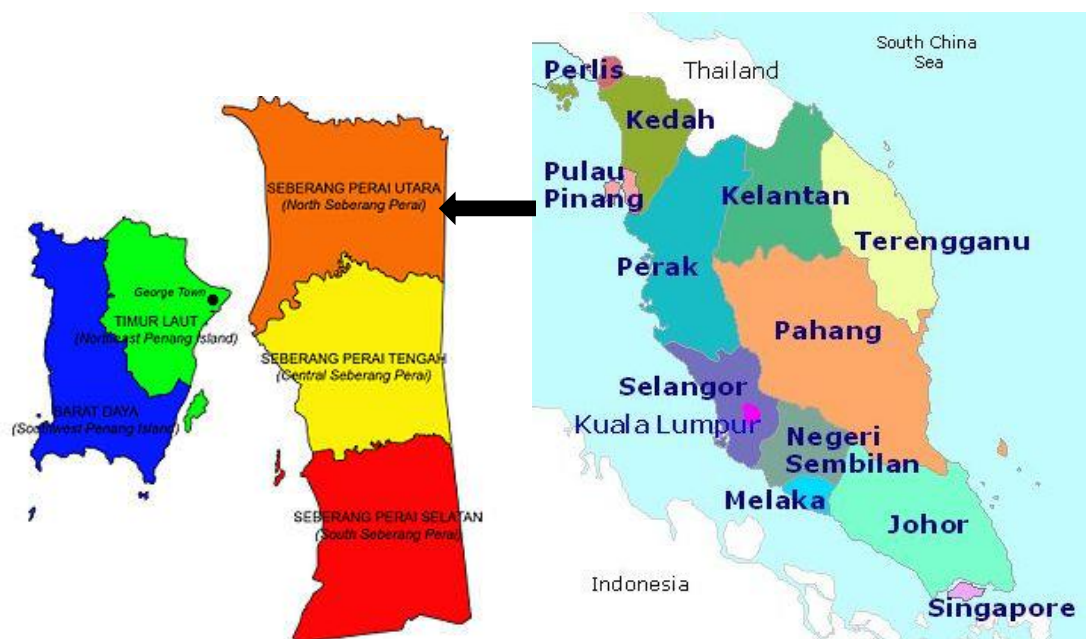 SEBERANG PERAI UTARA
(North Seberang Perai)
George Town
TIMUR LAUT
(Northeast Penang Island)
SEBERANG PERAI TENGAH
(Central Seberang Perai)
BARAT DAYA
(Southwest Penang Island)
SEBERANG PERAI SELATAN
(South Seberang Perai)
South China
Sea
Perlis
Thailand
Kedah
Pulau
Pinang
Kelantan
Terengganu
Perak
Pahang
Selangor
Kuala Lumpur
Negeri
Sembilan
Melaka
Johor
Indonesia
Singapore